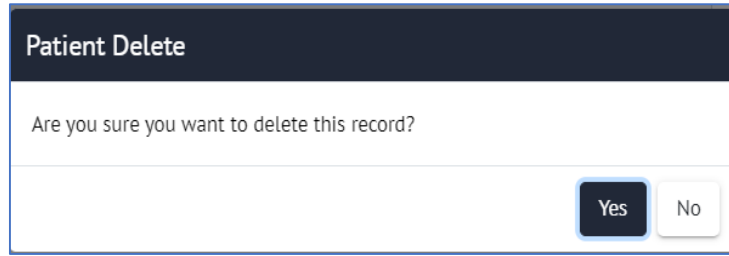 Patient Delete
Are you sure you want to delete this record?
Yes No